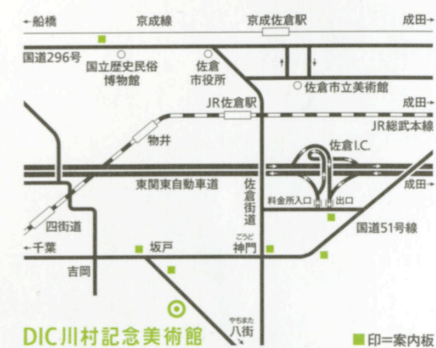 ←船橋
京成線
京成佐倉駅
成田→
国道296号
国立歴史民俗
博物館
佐倉
市役所
佐倉市立美術館
JR佐倉駅
成田→
JR総武本線
物井
佐倉I.C.
東関東自動車道
佐倉街道
料金所入口
出口
成田→
四街道
国道51号線
←千葉
坂戸
ごうど
神門
吉岡
やちまた
八街
DIC川村記念美術館
■印=案内板